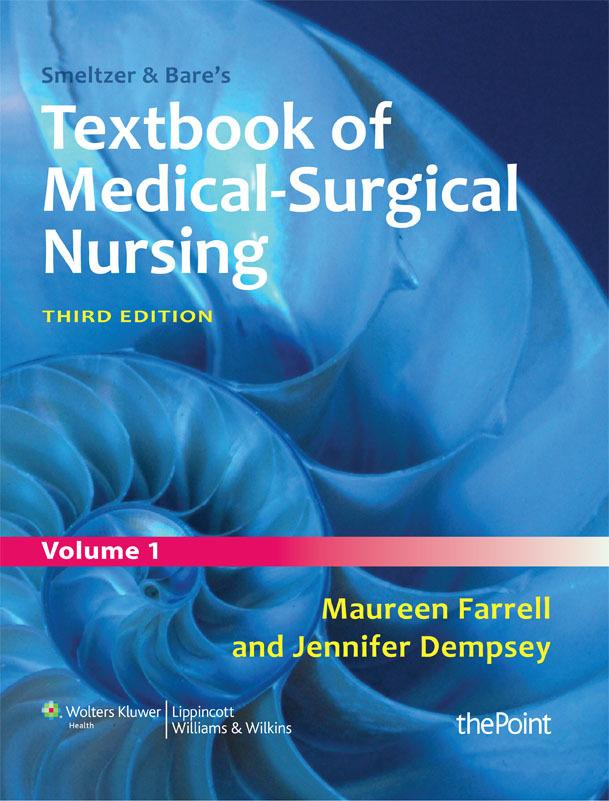 Smeltzer & Bare's
Textbook of
Medical-Surgical
Nursing
THIRD EDITION
Volume 1
Maureen Farrell
and Jennifer Dempsey
Wolters Kluwer
Health
Lippincott
Williams & Wilkins
thePoint